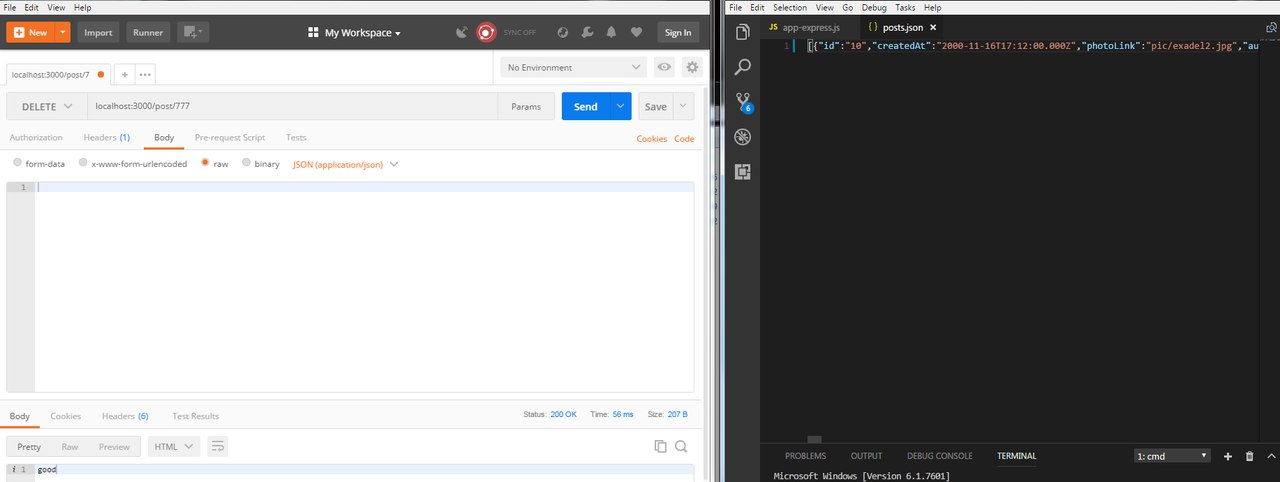 File Edit View Help
New Import Runner My Workspace SYNC OFF Sign In
localhost:3000/post/7 + ••• No Environment
DELETE localhost:3000/post/777 Params Send Save
Authorization Headers (1) Body Pre-request Script Tests Cookies Code
form-data x-www-form-urlencoded raw binary JSON (application/json)
1
Body Cookies Headers (6) Test Results Status: 200 OK Time: 56 ms Size: 207 B
Pretty Raw Preview HTML
i 1 good
File Edit Selection View Go Debug Tasks Help
JS app-express.js { } posts.json ×
1 [{"id":"10","createdAt":"2000-11-16T17:12:00.000Z","photoLink":"pic/exadel2.jpg","au
6
PROBLEMS OUTPUT DEBUG CONSOLE TERMINAL 1: cmd
Microsoft Windows [Version 6.1.7601]